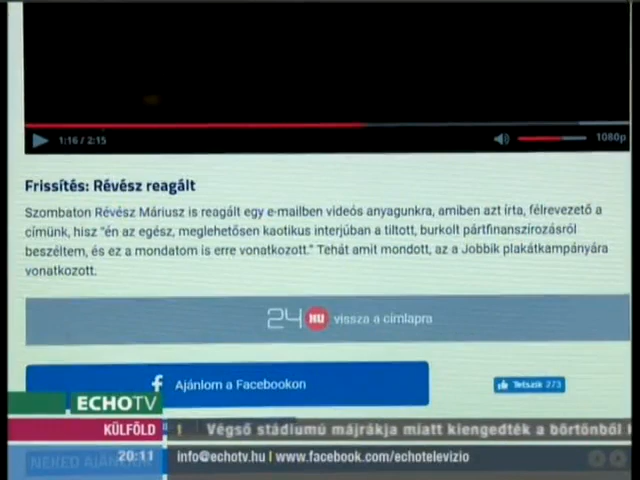 1:16 / 2:15
1080p
Frissítés: Révész reagált
Szombaton Révész Máriusz is reagált egy e-mailben videós anyagunkra, amiben azt írta, félrevezető a
címünk, hisz "én az egész, meglehetősen kaotikus interjúban a tiltott, burkolt pártfinanszírozásról
beszéltem, és ez a mondatom is erre vonatkozott." Tehát amit mondott, az a Jobbik plakátkampányára
vonatkozott.
24 HU vissza a címlapra
Ajánlom a Facebookon
Tetszik 273
ECHOTV
KÜLFÖLD
Végső stádiumú májrákja miatt kiengedték a börtönből
NEKED AJÁNLJUK
20:11
info@echotv.hu I www.facebook.com/echotelevizio